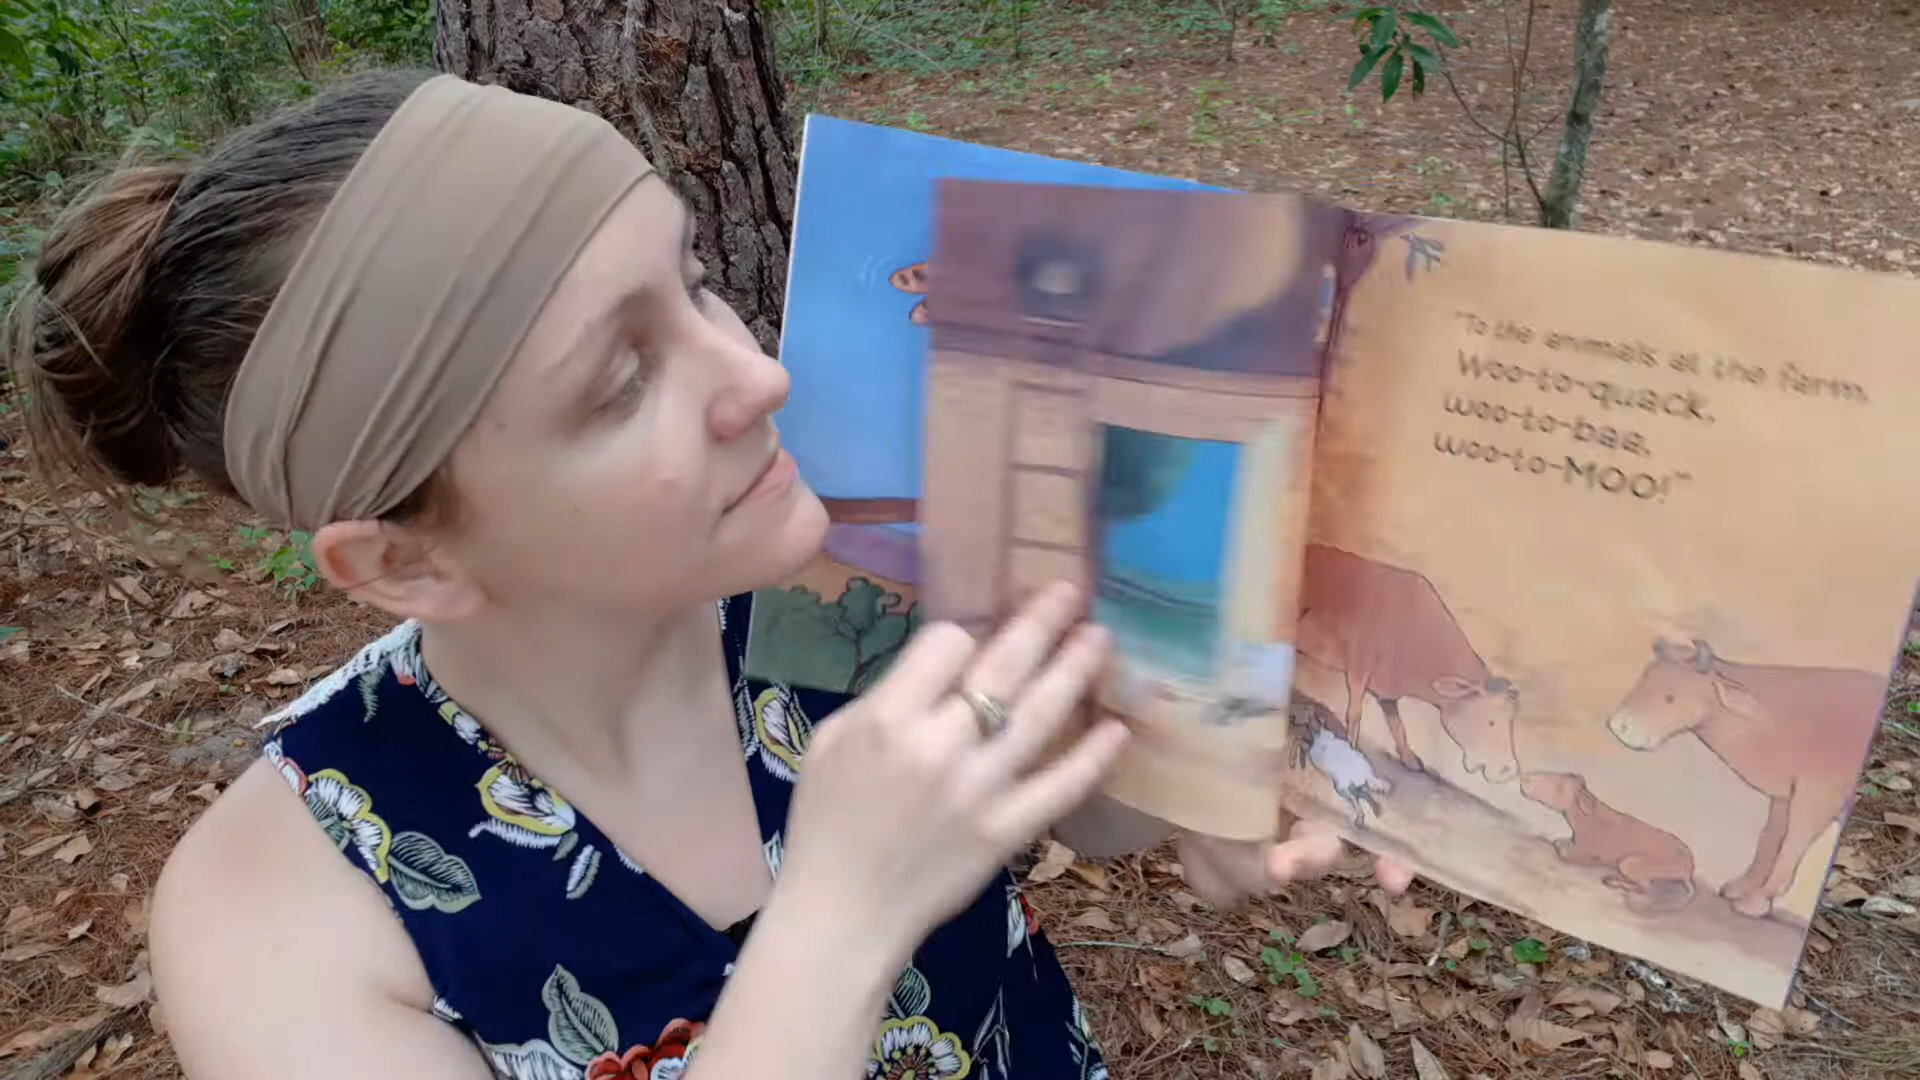 "To the animals at the farm.
Woo-to-quack,
woo-to-baa,
woo-to-MOO!"